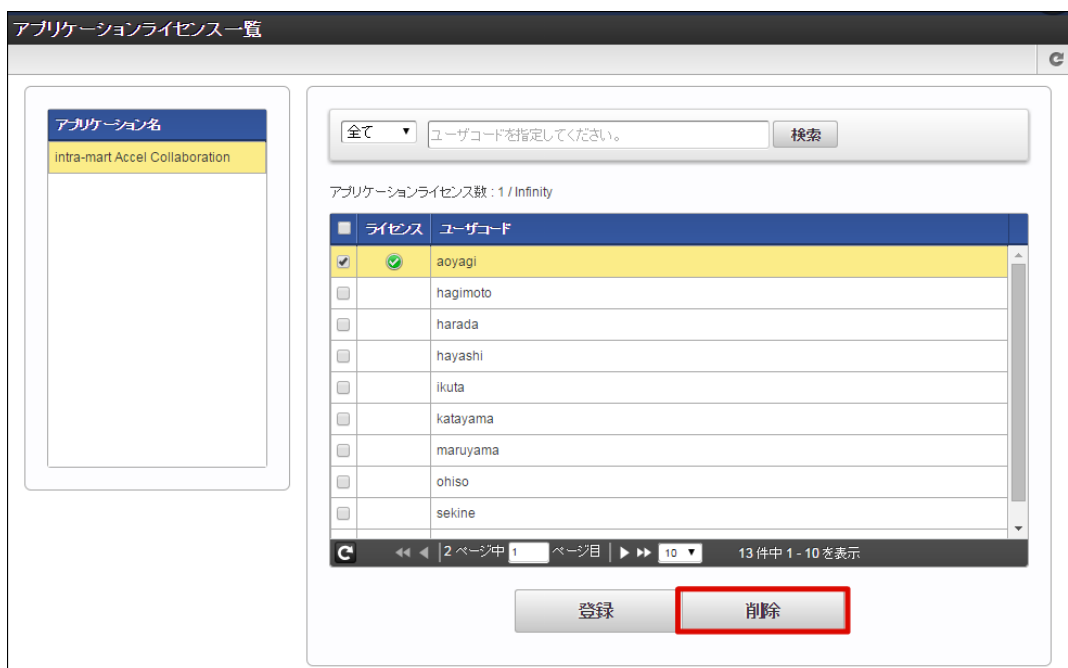 アプリケーションライセンス一覧
アプリケーション名
intra-mart Accel Collaboration
全て ユーザコードを指定してください。 検索
アプリケーションライセンス数 : 1 / Infinity
ライセンス ユーザコード
aoyagi
hagimoto
harada
hayashi
ikuta
katayama
maruyama
ohiso
sekine
2 ページ中 1 ページ目 10 13 件中 1 - 10 を表示
登録 削除